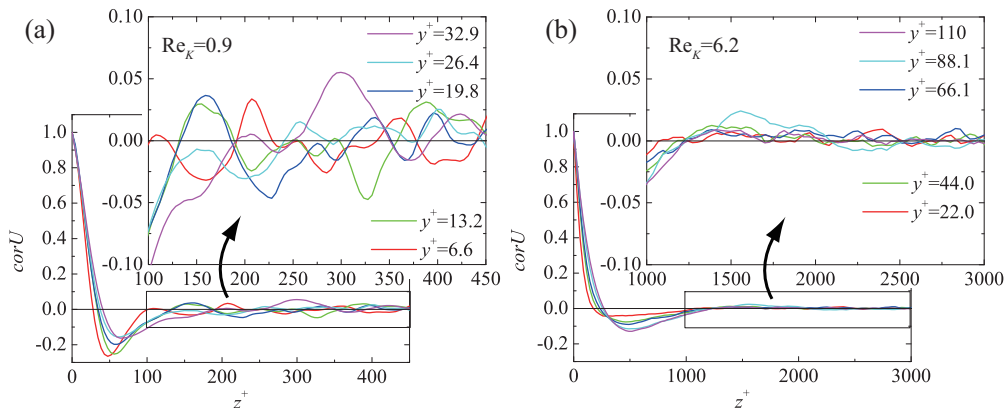 (a)
Re_K=0.9
y^+=32.9
y^+=26.4
y^+=19.8
y^+=13.2
y^+=6.6
0.10
0.05
0.00
-0.05
-0.10
100 150 200 250 300 350 400 450
1.0
0.8
0.6
0.4
0.2
0.0
-0.2
corU
0 100 200 300 400
z^+
(b)
Re_K=6.2
y^+=110
y^+=88.1
y^+=66.1
y^+=44.0
y^+=22.0
0.10
0.05
0.00
-0.05
-0.10
1000 1500 2000 2500 3000
1.0
0.8
0.6
0.4
0.2
0.0
-0.2
corU
0 500 1000 1500 2000 2500 3000
z^+